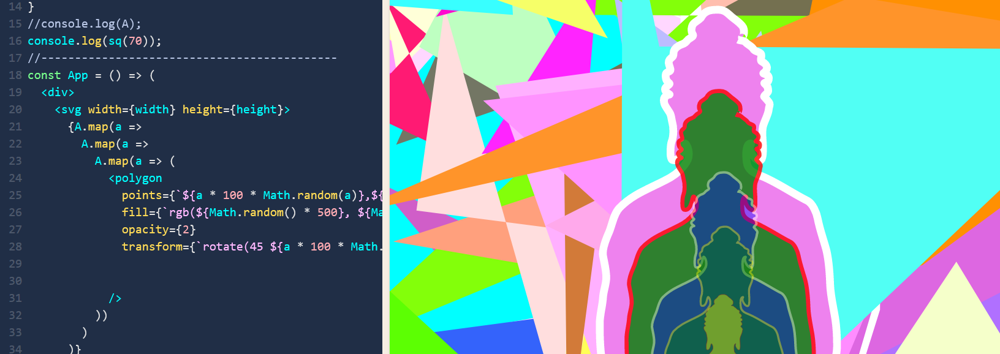 14 }
15 //console.log(A);
16 console.log(sq(70));
17 //--------------------------------------------
18 const App = () => (
19 <div>
20 <svg width={width} height={height}>
21 {A.map(a =>
22 A.map(a =>
23 A.map(a => (
24 <polygon
25 points={`${a * 100 * Math.random(a)},${
26 fill={`rgb(${Math.random() * 500}, ${Ma
27 opacity={2}
28 transform={`rotate(45 ${a * 100 * Math.
29
30
31 />
32 ))
33 )
34 )}